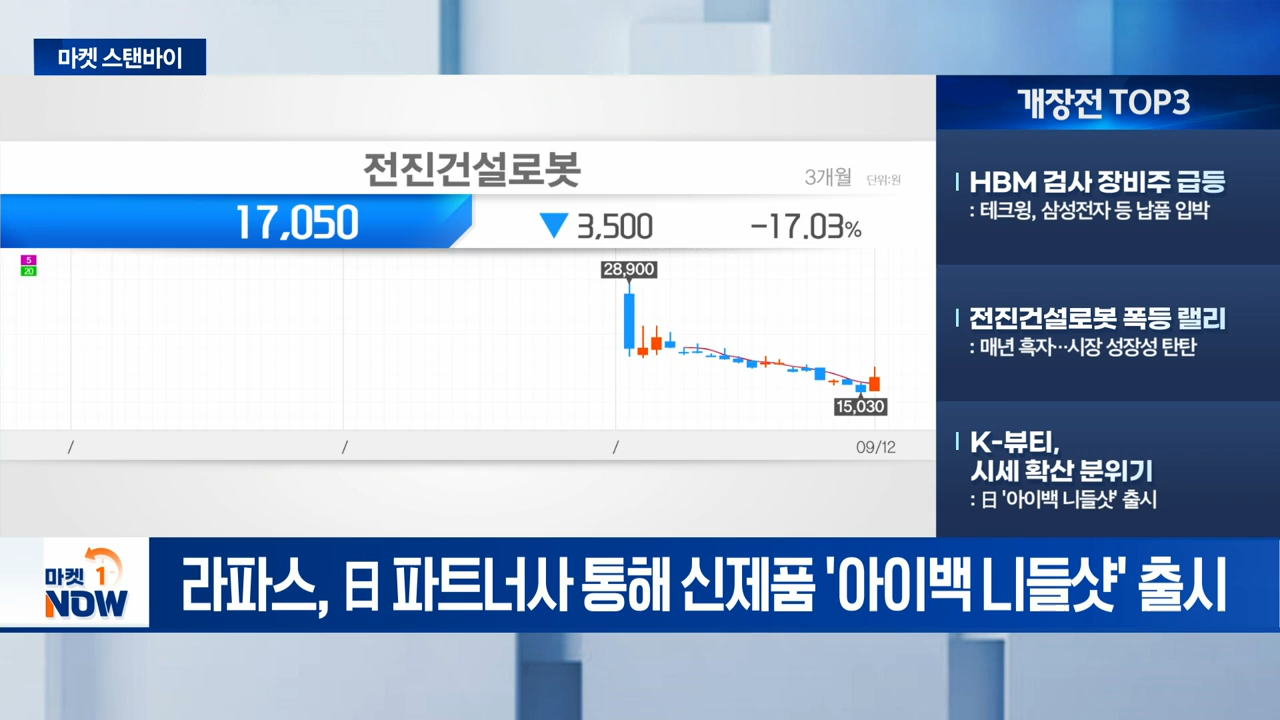 마켓 스탠바이
개장전 TOP3
전진건설로봇
3개월 단위:원
17,050 ▼ 3,500 -17.03%
5
20
28,900
15,030
/ / / 09/12
HBM 검사 장비주 급등
: 테크윙, 삼성전자 등 납품 임박
전진건설로봇 폭등 랠리
: 매년 흑자…시장 성장성 탄탄
K-뷰티,
시세 확산 분위기
: 日 '아이백 니들샷' 출시
마켓 1
NOW
라파스, 日 파트너사 통해 신제품 '아이백 니들샷' 출시